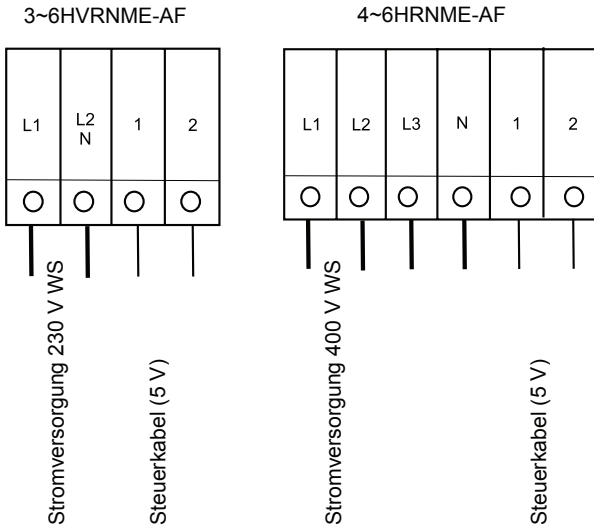 3~6HVRNME-AF
L1
L2
N
1
2
Stromversorgung 230 V WS
Steuerkabel (5 V)
4~6HRNME-AF
L1
L2
L3
N
1
2
Stromversorgung 400 V WS
Steuerkabel (5 V)